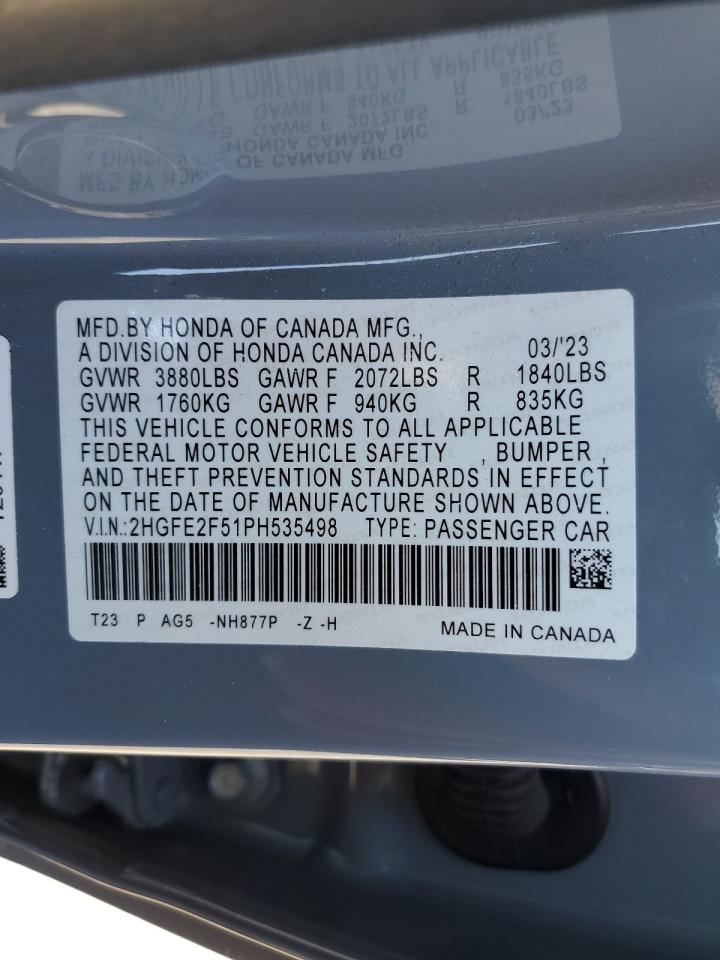 MFD.BY HONDA OF CANADA MFG.,
A DIVISION OF HONDA CANADA INC. 03/'23
GVWR 3880LBS GAWR F 2072LBS R 1840LBS
GVWR 1760KG GAWR F 940KG R 835KG
THIS VEHICLE CONFORMS TO ALL APPLICABLE
FEDERAL MOTOR VEHICLE SAFETY , BUMPER ,
AND THEFT PREVENTION STANDARDS IN EFFECT
ON THE DATE OF MANUFACTURE SHOWN ABOVE.
V.I.N.:2HGFE2F51PH535498 TYPE: PASSENGER CAR
T23 P AG5 -NH877P -Z -H
MADE IN CANADA